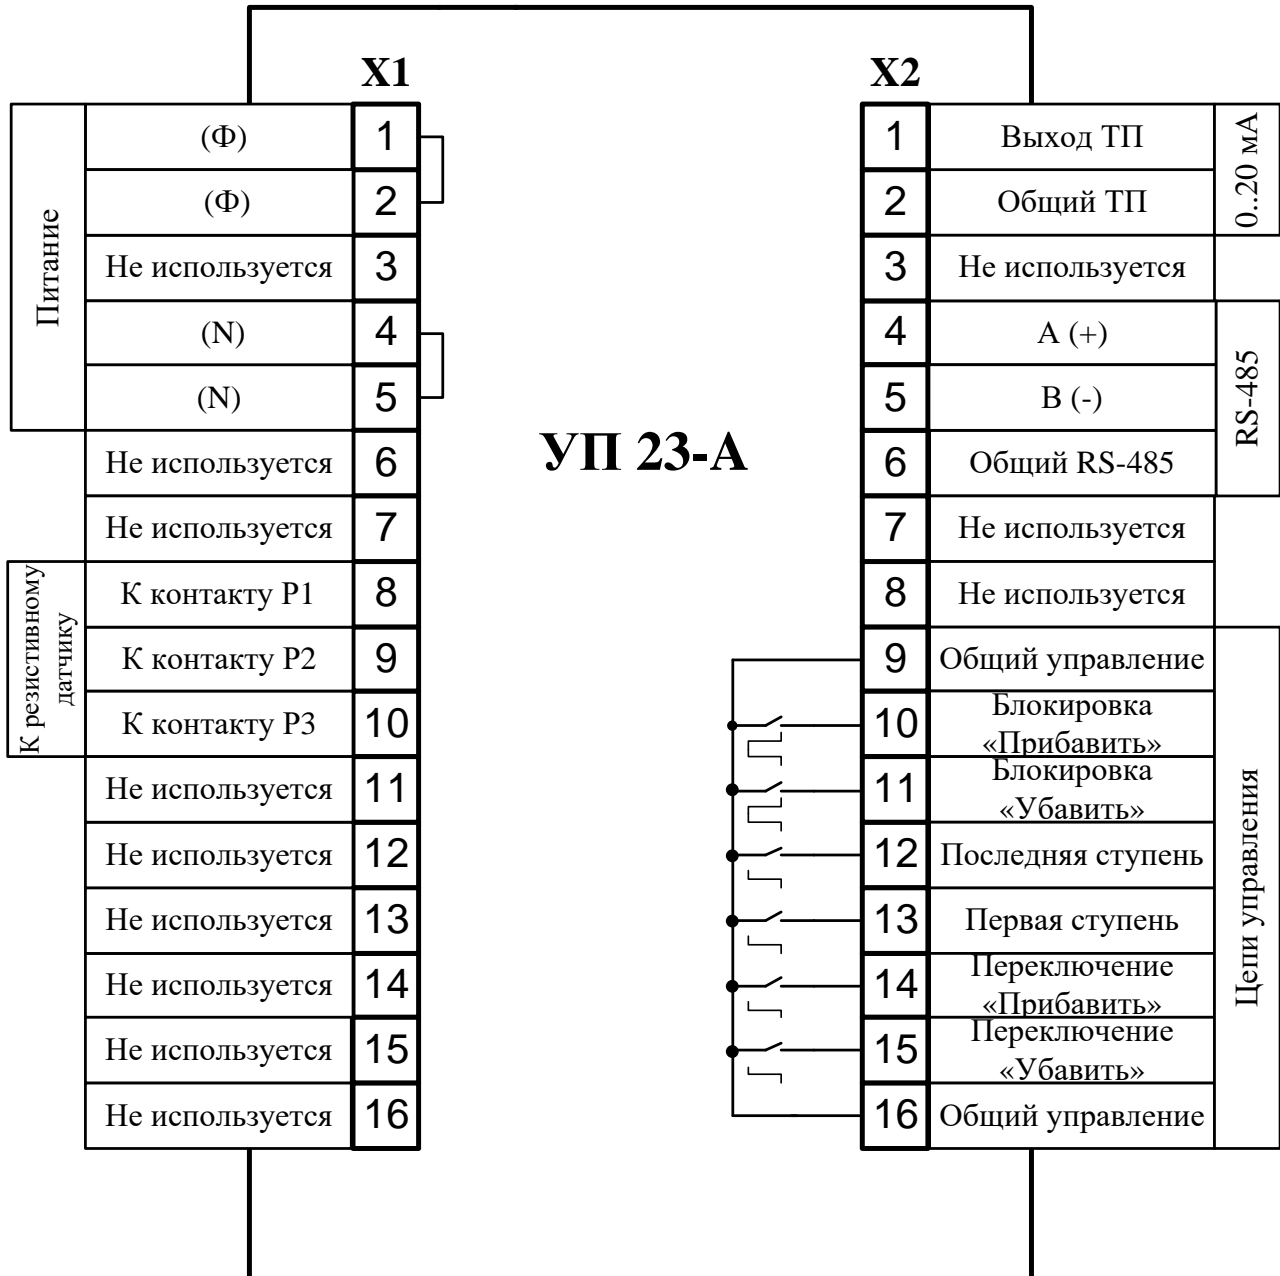 X1
Питание
(Ф) 1
(Ф) 2
Не используется 3
(N) 4
(N) 5
Не используется 6
Не используется 7
К резистивному
датчику
К контакту P1 8
К контакту P2 9
К контакту P3 10
Не используется 11
Не используется 12
Не используется 13
Не используется 14
Не используется 15
Не используется 16
УП 23-А
X2
1 Выход ТП
2 Общий ТП
0..20 мА
3 Не используется
4 А (+)
5 В (-)
6 Общий RS-485
RS-485
7 Не используется
8 Не используется
9 Общий управление
10 Блокировка
«Прибавить»
11 Блокировка
«Убавить»
12 Последняя ступень
13 Первая ступень
14 Переключение
«Прибавить»
15 Переключение
«Убавить»
16 Общий управление
Цепи управления